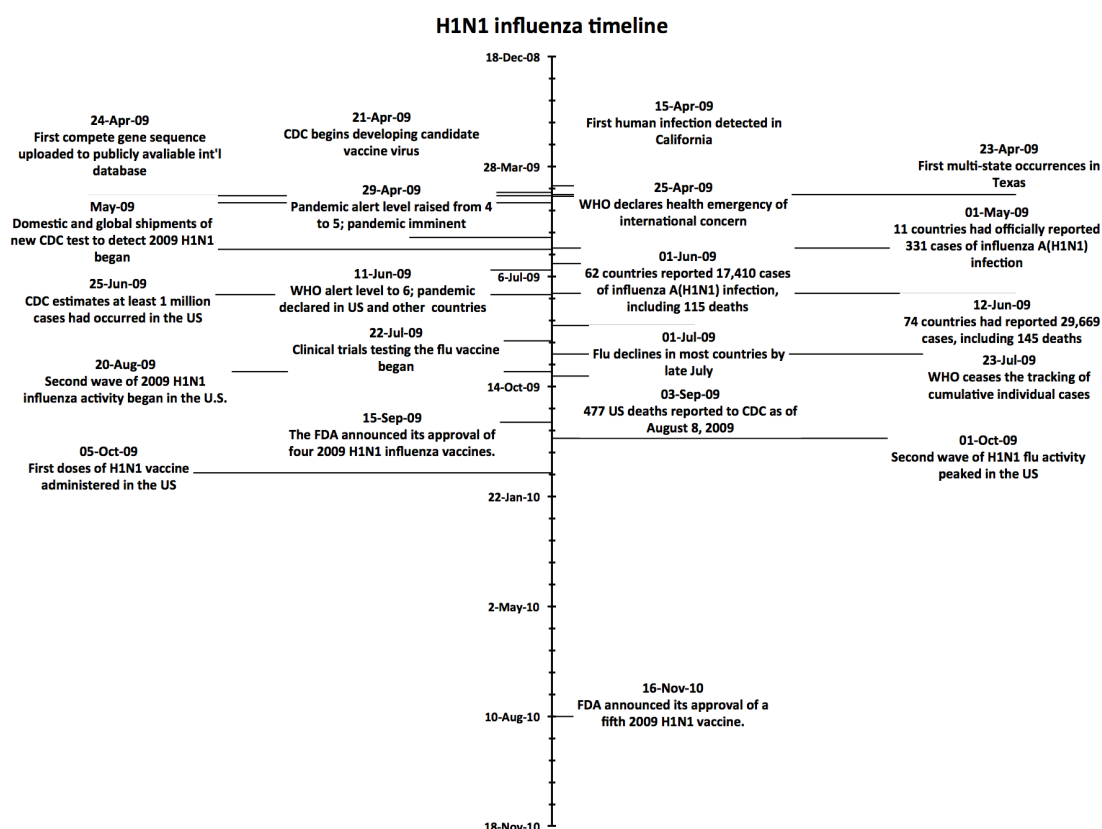 H1N1 influenza timeline
18-Dec-08
24-Apr-09
First compete gene sequence
uploaded to publicly avaliable int'l
database
21-Apr-09
CDC begins developing candidate
vaccine virus
15-Apr-09
First human infection detected in
California
23-Apr-09
First multi-state occurrences in
Texas
28-Mar-09
May-09
Domestic and global shipments of
new CDC test to detect 2009 H1N1
began
29-Apr-09
Pandemic alert level raised from 4
to 5; pandemic imminent
25-Apr-09
WHO declares health emergency of
international concern
01-May-09
11 countries had officially reported
331 cases of influenza A(H1N1)
infection
6-Jul-09
25-Jun-09
CDC estimates at least 1 million
cases had occurred in the US
11-Jun-09
WHO alert level to 6; pandemic
declared in US and other countries
01-Jun-09
62 countries reported 17,410 cases
of influenza A(H1N1) infection,
including 115 deaths
12-Jun-09
74 countries had reported 29,669
cases, including 145 deaths
20-Aug-09
Second wave of 2009 H1N1
influenza activity began in the U.S.
22-Jul-09
Clinical trials testing the flu vaccine
began
01-Jul-09
Flu declines in most countries by
late July
23-Jul-09
WHO ceases the tracking of
cumulative individual cases
14-Oct-09
05-Oct-09
First doses of H1N1 vaccine
administered in the US
15-Sep-09
The FDA announced its approval of
four 2009 H1N1 influenza vaccines.
03-Sep-09
477 US deaths reported to CDC as of
August 8, 2009
01-Oct-09
Second wave of H1N1 flu activity
peaked in the US
22-Jan-10
2-May-10
16-Nov-10
FDA announced its approval of a
fifth 2009 H1N1 vaccine.
10-Aug-10
18-Nov-10